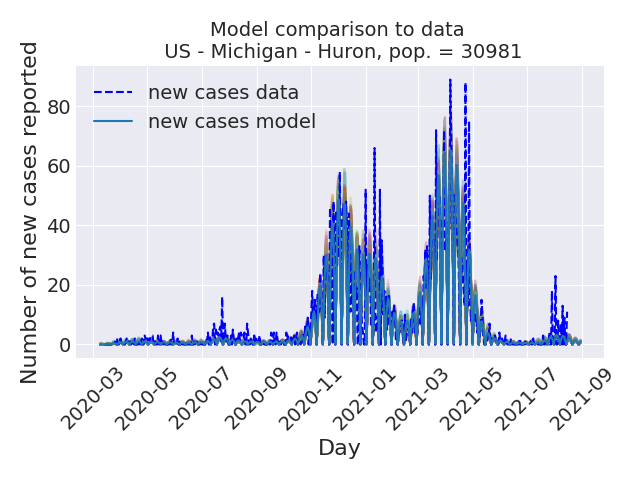 Model comparison to data
US - Michigan - Huron, pop. = 30981
Number of new cases reported
80
60
40
20
0
new cases data
new cases model
2020-03
2020-05
2020-07
2020-09
2020-11
2021-01
2021-03
2021-05
2021-07
2021-09
Day